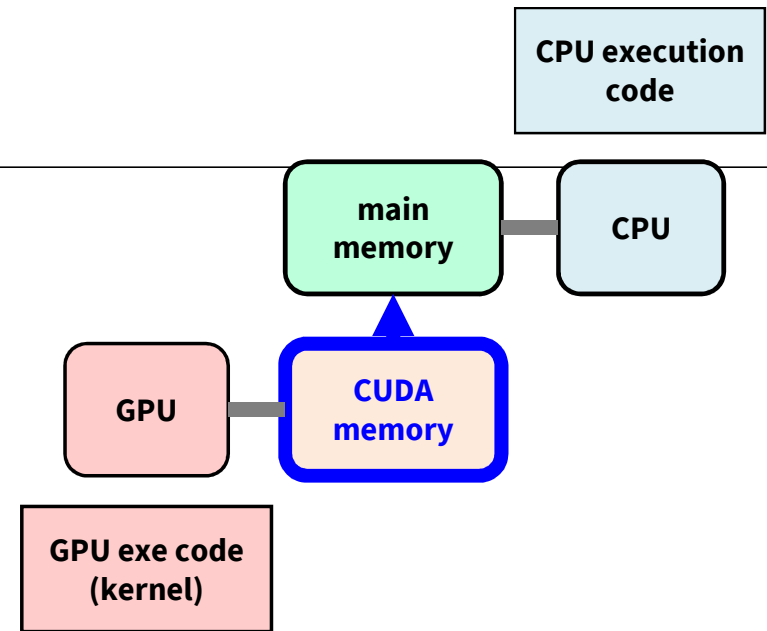 CPU execution
code
main
memory
CPU
GPU
CUDA
memory
GPU exe code
(kernel)